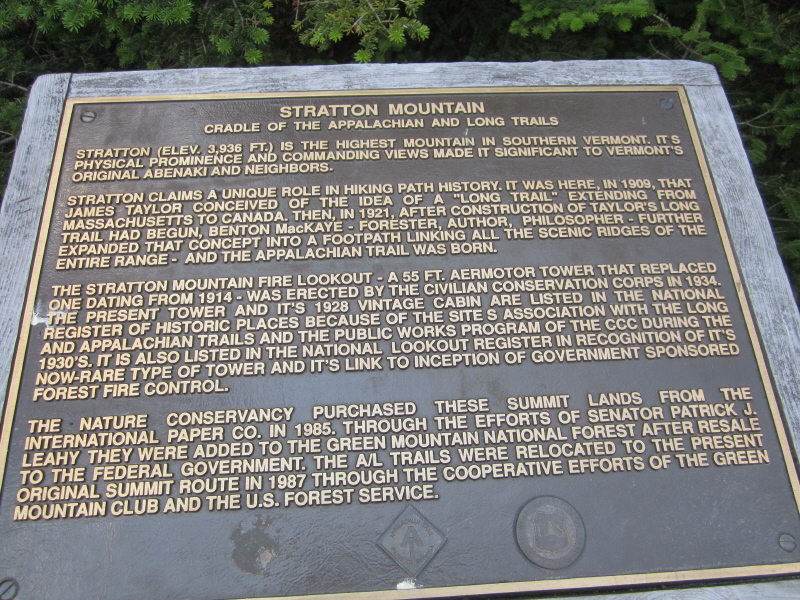 STRATTON MOUNTAIN
CRADLE OF THE APPALACHIAN AND LONG TRAILS
STRATTON (ELEV. 3,936 FT.) IS THE HIGHEST MOUNTAIN IN SOUTHERN VERMONT. IT'S
PHYSICAL PROMINENCE AND COMMANDING VIEWS MADE IT SIGNIFICANT TO VERMONT'S
ORIGINAL ABENAKI AND NEIGHBORS.
STRATTON CLAIMS A UNIQUE ROLE IN HIKING PATH HISTORY. IT WAS HERE, IN 1909, THAT
JAMES TAYLOR CONCEIVED OF THE IDEA OF A "LONG TRAIL" EXTENDING FROM
MASSACHUSETTS TO CANADA. THEN, IN 1921, AFTER CONSTRUCTION OF TAYLOR'S LONG
TRAIL HAD BEGUN, BENTON MacKAYE - FORESTER, AUTHOR, PHILOSOPHER - FURTHER
EXPANDED THAT CONCEPT INTO A FOOTPATH LINKING ALL THE SCENIC RIDGES OF THE
ENTIRE RANGE - AND THE APPALACHIAN TRAIL WAS BORN.
THE STRATTON MOUNTAIN FIRE LOOKOUT - A 55 FT. AERMOTOR TOWER THAT REPLACED
ONE DATING FROM 1914 - WAS ERECTED BY THE CIVILIAN CONSERVATION CORPS IN 1934.
THE PRESENT TOWER AND IT'S 1928 VINTAGE CABIN ARE LISTED IN THE NATIONAL
REGISTER OF HISTORIC PLACES BECAUSE OF THE SITE S ASSOCIATION WITH THE LONG
AND APPALACHIAN TRAILS AND THE PUBLIC WORKS PROGRAM OF THE CCC DURING THE
1930'S. IT IS ALSO LISTED IN THE NATIONAL LOOKOUT REGISTER IN RECOGNITION OF IT'S
NOW-RARE TYPE OF TOWER AND IT'S LINK TO INCEPTION OF GOVERNMENT SPONSORED
FOREST FIRE CONTROL.
THE NATURE CONSERVANCY PURCHASED THESE SUMMIT LANDS FROM THE
INTERNATIONAL PAPER CO. IN 1985. THROUGH THE EFFORTS OF SENATOR PATRICK J.
LEAHY THEY WERE ADDED TO THE GREEN MOUNTAIN NATIONAL FOREST AFTER RESALE
TO THE FEDERAL GOVERNMENT. THE A/L TRAILS WERE RELOCATED TO THE PRESENT
ORIGINAL SUMMIT ROUTE IN 1987 THROUGH THE COOPERATIVE EFFORTS OF THE GREEN
MOUNTAIN CLUB AND THE U.S. FOREST SERVICE.